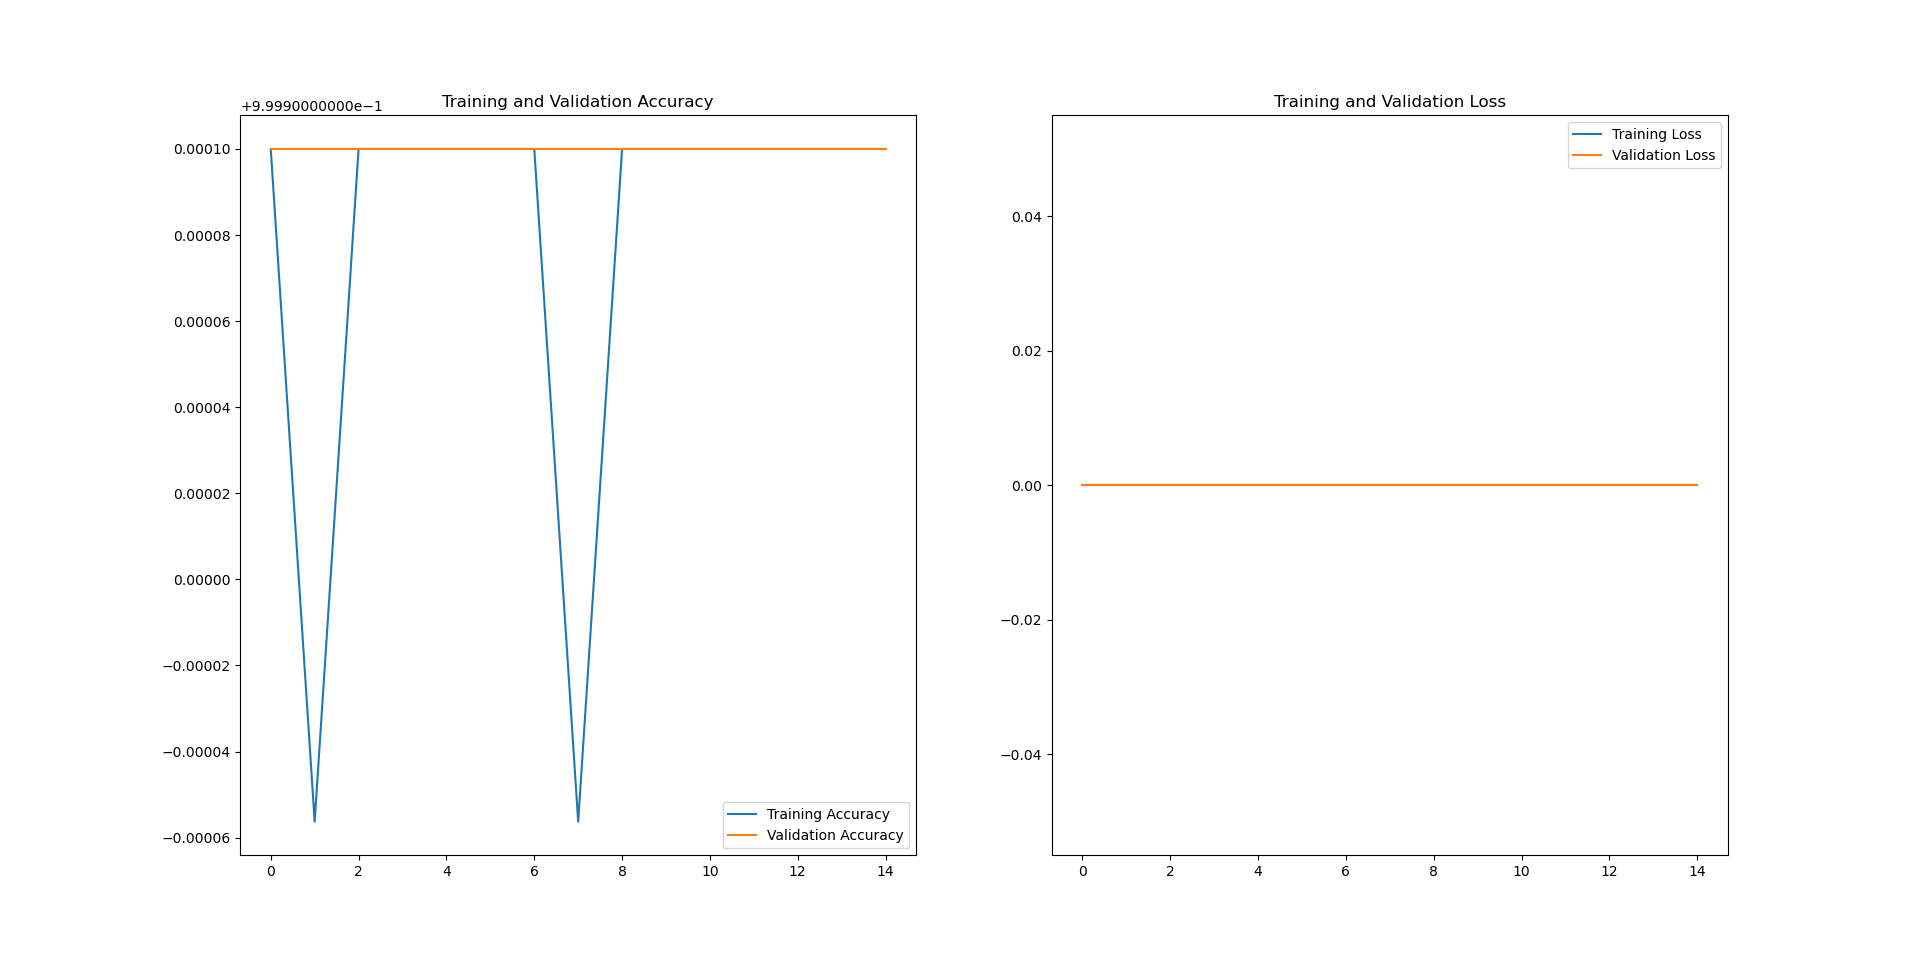 Training and Validation Accuracy
+9.9990000000e−1
0.00010
0.00008
0.00006
0.00004
0.00002
0.00000
−0.00002
−0.00004
−0.00006
0 2 4 6 8 10 12 14
Training Accuracy
Validation Accuracy
Training and Validation Loss
0.04
0.02
0.00
−0.02
−0.04
0 2 4 6 8 10 12 14
Training Loss
Validation Loss